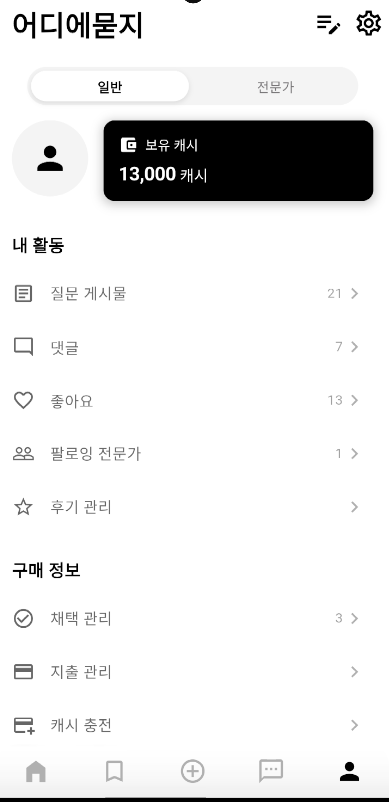 어디에묻지
일반 전문가
보유 캐시
13,000 캐시
내 활동
질문 게시물 21
댓글 7
좋아요 13
팔로잉 전문가 1
후기 관리
구매 정보
채택 관리 3
지출 관리
캐시 충전